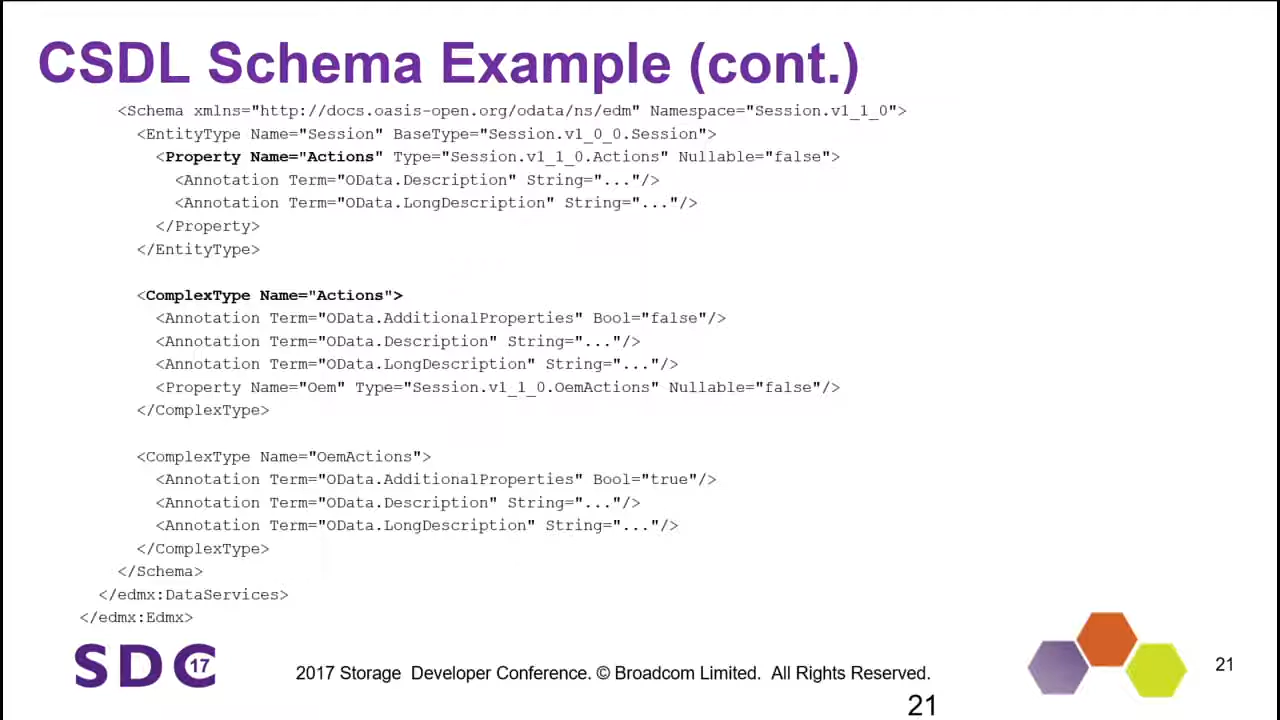 CSDL Schema Example (cont.)
<Schema xmlns="http://docs.oasis-open.org/odata/ns/edm" Namespace="Session.v1_1_0">
<EntityType Name="Session" BaseType="Session.v1_0_0.Session">
<Property Name="Actions" Type="Session.v1_1_0.Actions" Nullable="false">
<Annotation Term="OData.Description" String="..."/>
<Annotation Term="OData.LongDescription" String="..."/>
</Property>
</EntityType>
<ComplexType Name="Actions">
<Annotation Term="OData.AdditionalProperties" Bool="false"/>
<Annotation Term="OData.Description" String="..."/>
<Annotation Term="OData.LongDescription" String="..."/>
<Property Name="Oem" Type="Session.v1_1_0.OemActions" Nullable="false"/>
</ComplexType>
<ComplexType Name="OemActions">
<Annotation Term="OData.AdditionalProperties" Bool="true"/>
<Annotation Term="OData.Description" String="..."/>
<Annotation Term="OData.LongDescription" String="..."/>
</ComplexType>
</Schema>
</edmx:DataServices>
</edmx:Edmx>
SDC 17
2017 Storage Developer Conference. © Broadcom Limited. All Rights Reserved.
21
21